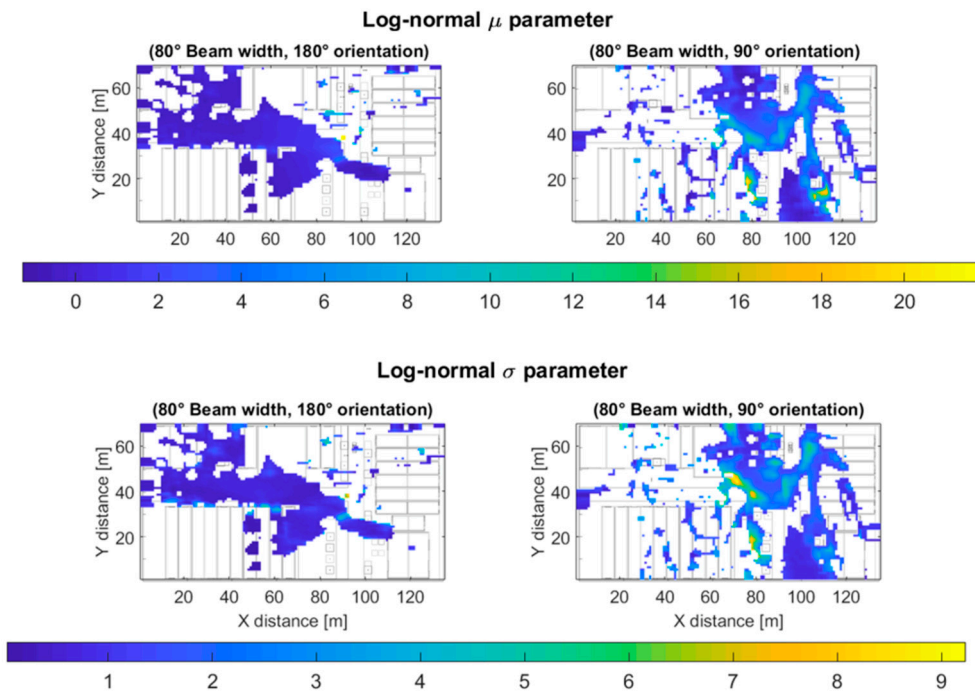 Log-normal μ parameter
(80° Beam width, 180° orientation) (80° Beam width, 90° orientation)
Y distance [m]
60
40
20
20 40 60 80 100 120
Y distance [m]
60
40
20
20 40 60 80 100 120
0 2 4 6 8 10 12 14 16 18 20
Log-normal σ parameter
(80° Beam width, 180° orientation) (80° Beam width, 90° orientation)
Y distance [m]
60
40
20
20 40 60 80 100 120
X distance [m]
Y distance [m]
60
40
20
20 40 60 80 100 120
X distance [m]
1 2 3 4 5 6 7 8 9